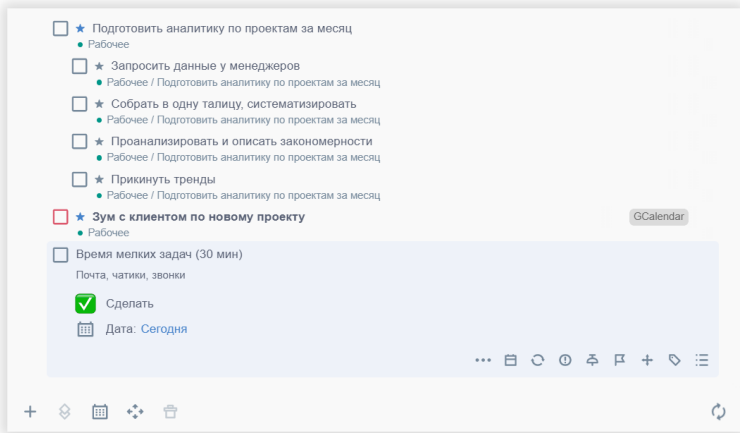 Подготовить аналитику по проектам за месяц
Рабочее
Запросить данные у менеджеров
Рабочее / Подготовить аналитику по проектам за месяц
Собрать в одну талицу, систематизировать
Рабочее / Подготовить аналитику по проектам за месяц
Проанализировать и описать закономерности
Рабочее / Подготовить аналитику по проектам за месяц
Прикинуть тренды
Рабочее / Подготовить аналитику по проектам за месяц
Зум с клиентом по новому проекту GCalendar
Рабочее
Время мелких задач (30 мин)
Почта, чатики, звонки
Сделать
Дата: Сегодня